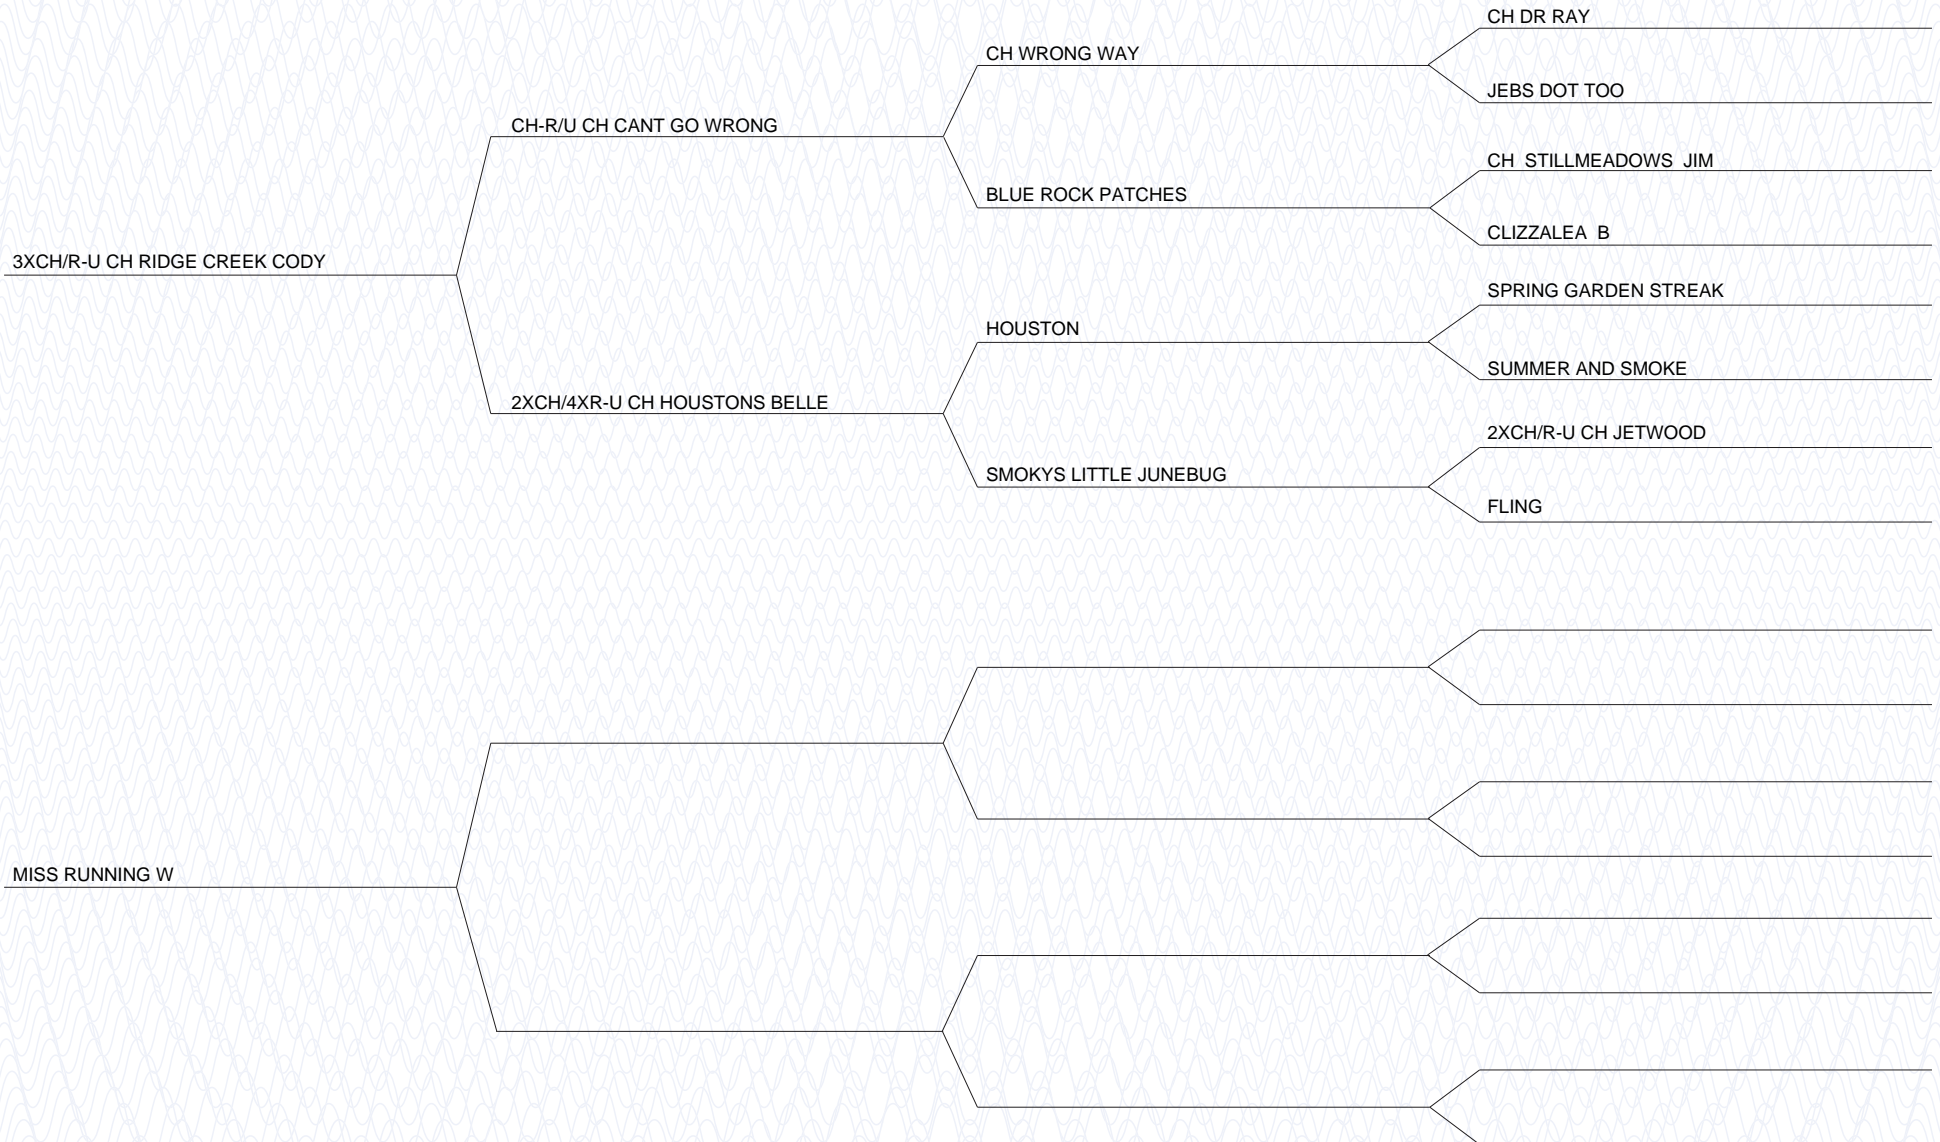 CH DR RAY
CH WRONG WAY
JEBS DOT TOO
CH-R/U CH CANT GO WRONG
CH  STILLMEADOWS  JIM
BLUE ROCK PATCHES
CLIZZALEA  B
3XCH/R-U CH RIDGE CREEK CODY
SPRING GARDEN STREAK
HOUSTON
SUMMER AND SMOKE
2XCH/4XR-U CH HOUSTONS BELLE
2XCH/R-U CH JETWOOD
SMOKYS LITTLE JUNEBUG
FLING
MISS RUNNING W